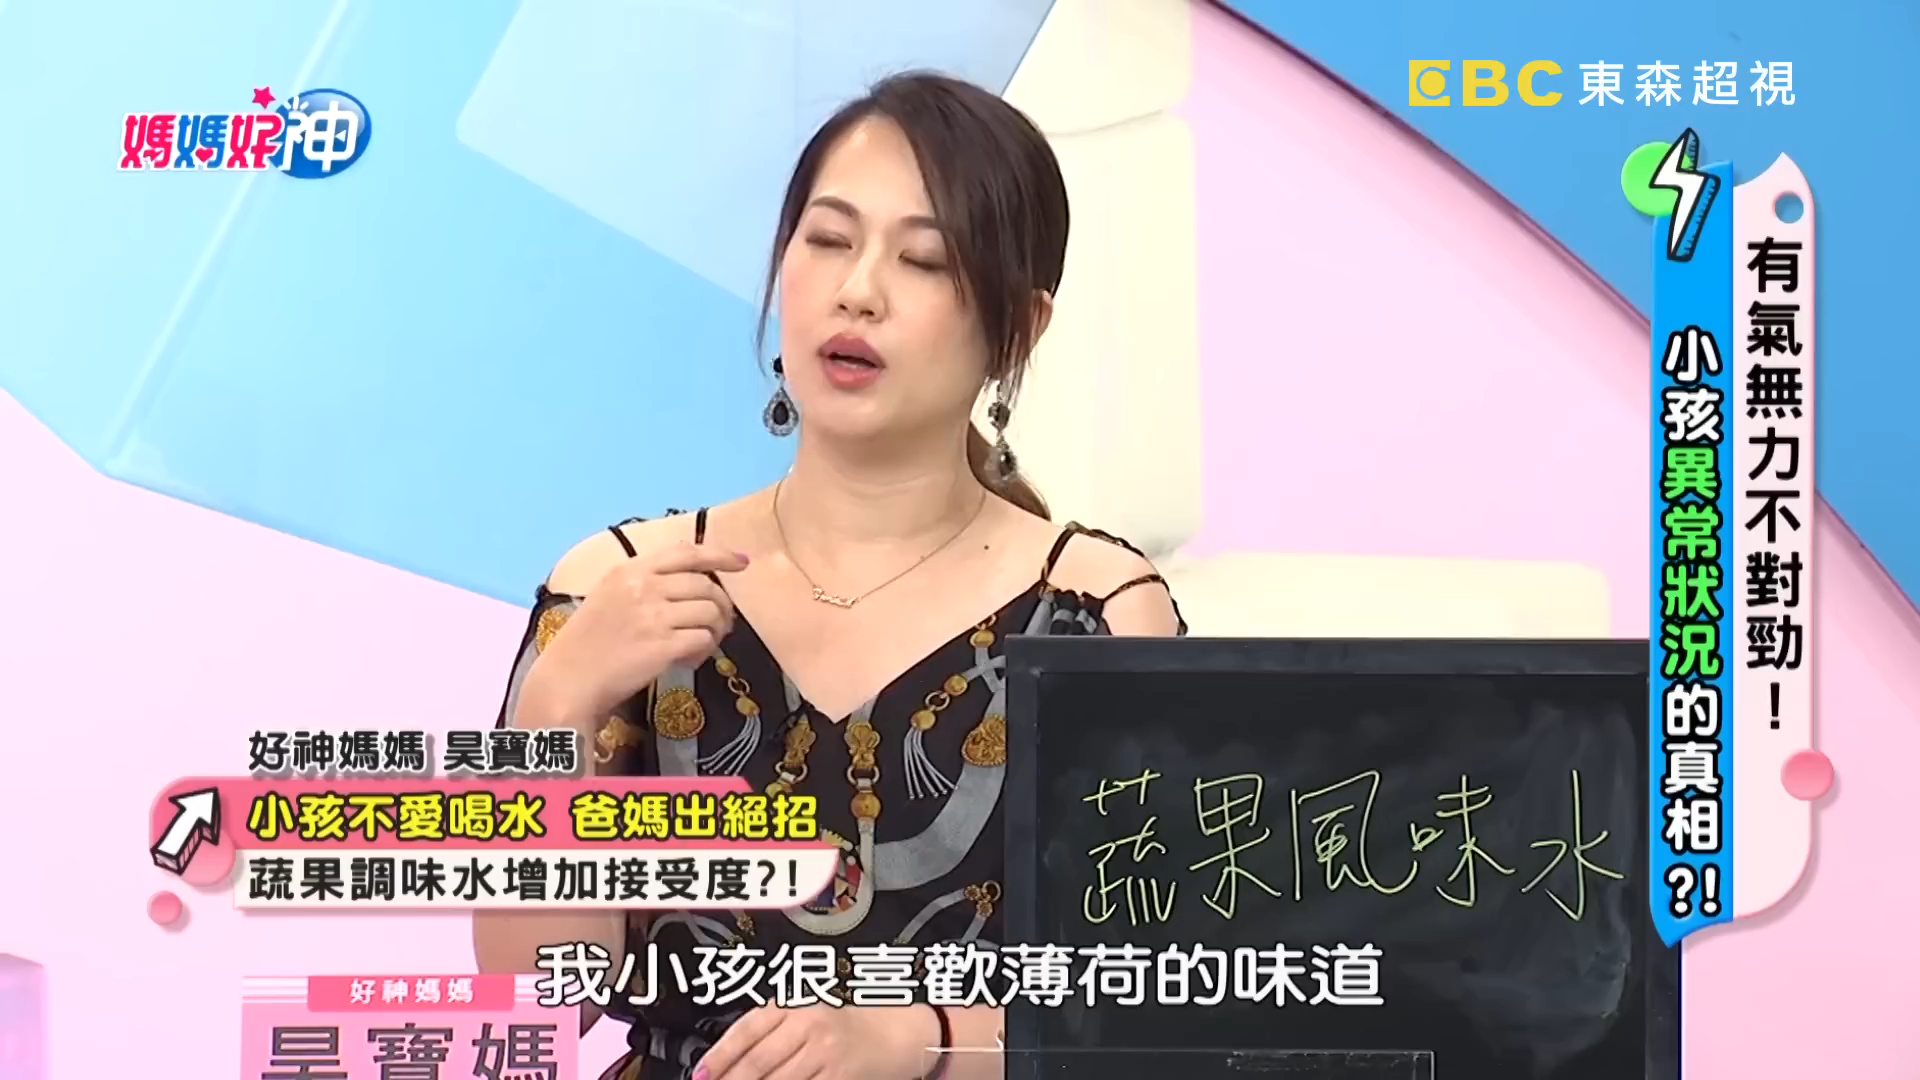 媽媽好神
EBC 東森超視
有氣無力不對勁！
小孩異常狀況的真相?!
好神媽媽 昊寶媽
小孩不愛喝水 爸媽出絕招
蔬果調味水增加接受度?!
蔬果風味水
我小孩很喜歡薄荷的味道
好神媽媽
昊寶媽